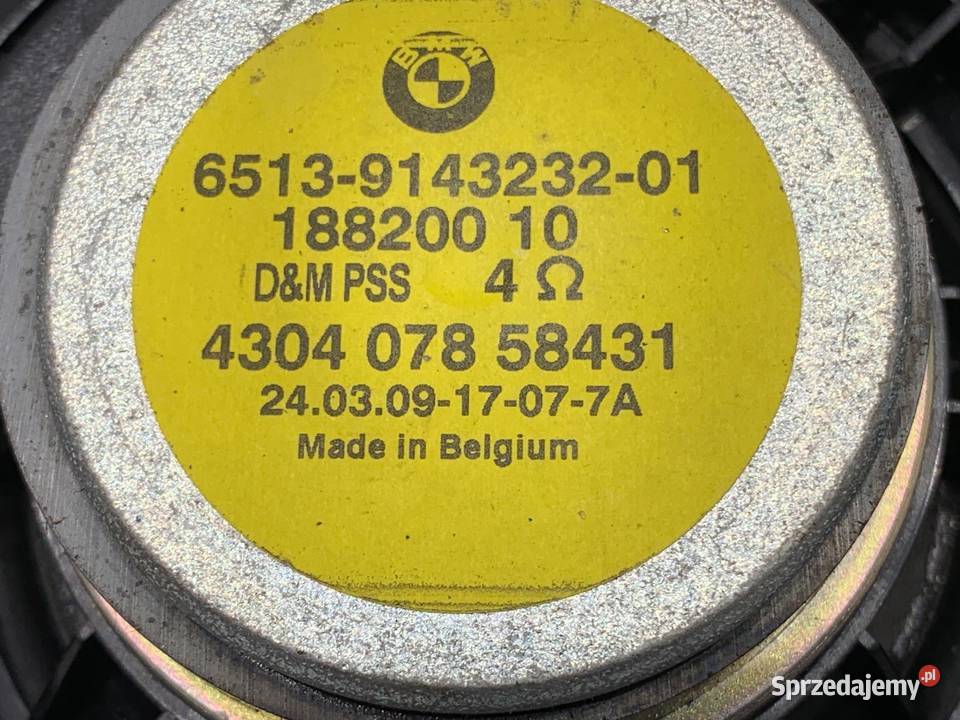 BMW
6513-9143232-01
188200 10
D&M PSS 4 Ω
4304 078 58431
24.03.09-17-07-7A
Made in Belgium
Sprzedajemy.pl